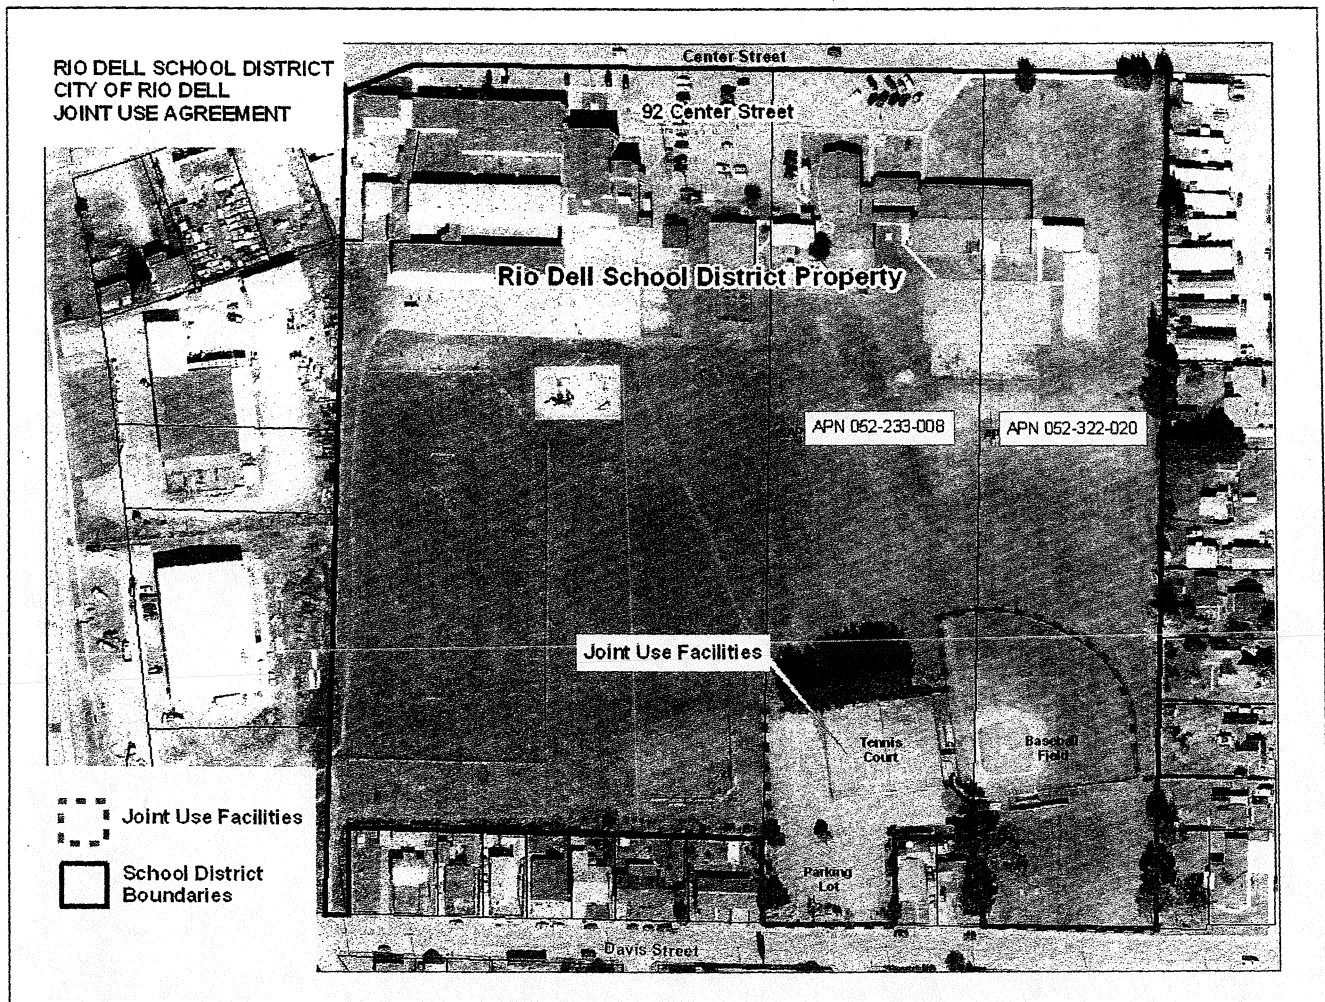 RIO DELL SCHOOL DISTRICT
CITY OF RIO DELL
JOINT USE AGREEMENT
Center Street
92 Center Street
Rio Dell School District Property
APN 052-233-008
APN 052-322-020
Joint Use Facilities
Tennis
Court
Baseball
Field
Parking
Lot
Joint Use Facilities
School District
Boundaries
Davis Street